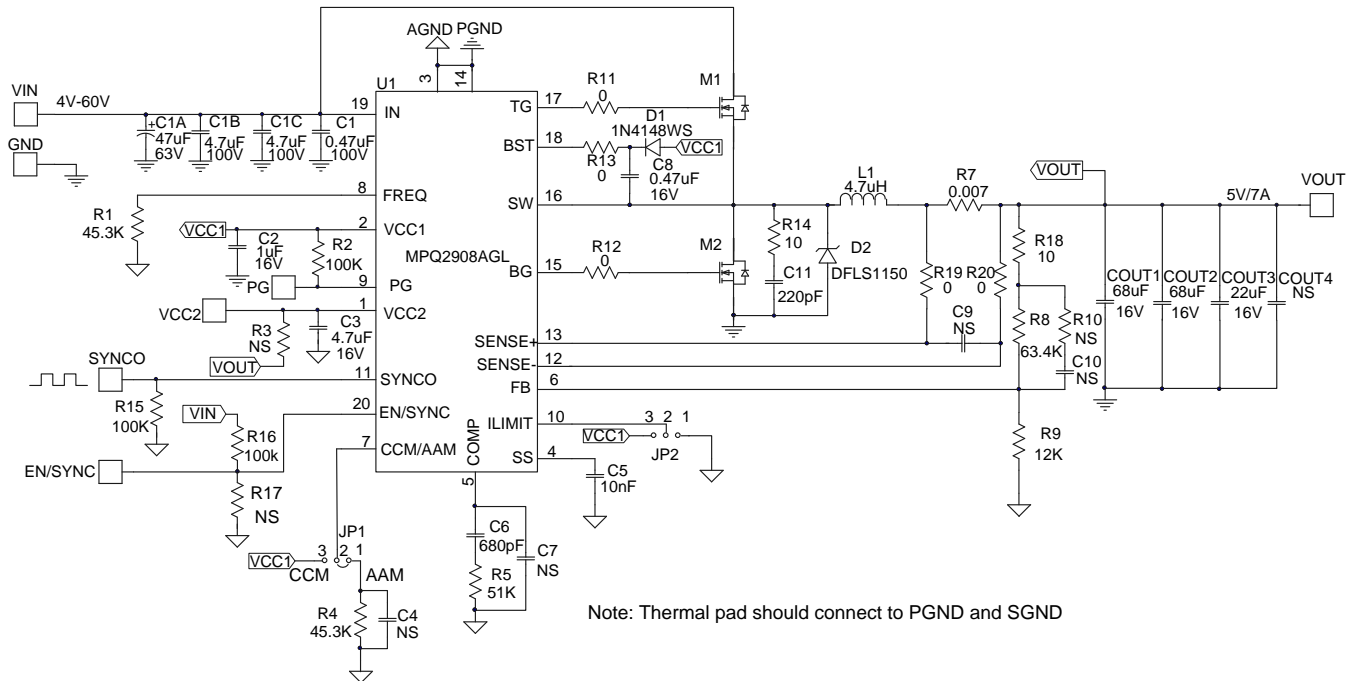 AGND PGND
3
14
U1
VIN
4V-60V
19
IN
C1A
+
47uF
63V
C1B
4.7uF
100V
C1C
4.7uF
100V
C1
0.47uF
100V
GND
8
FREQ
R1
45.3K
VCC1
2
VCC1
C2
1uF
16V
R2
100K
PG
9
PG
MPQ2908AGL
VCC2
1
VCC2
R3
NS
C3
4.7uF
16V
VOUT
SYNCO
11
SYNCO
R15
100K
VIN
20
EN/SYNC
R16
100k
EN/SYNC
R17
NS
7
CCM/AAM
JP1
VCC1
3 2 1
CCM
AAM
R4
45.3K
C4
NS
COMP
5
C6
680pF
C7
NS
R5
51K
TG
17
R11
0
M1
BST
18
D1
1N4148WS
VCC1
R13
0
C8
0.47uF
16V
SW
16
L1
4.7uH
R7
0.007
VOUT
5V/7A
VOUT
BG
15
R12
0
M2
R14
10
C11
220pF
D2
DFLS1150
R19
0
R20
0
C9
NS
R18
10
R8
63.4K
R10
NS
C10
NS
COUT1
68uF
16V
COUT2
68uF
16V
COUT3
22uF
16V
COUT4
NS
SENSE+
13
SENSE-
12
FB
6
R9
12K
ILIMIT
10
VCC1
3 2 1
JP2
SS
4
C5
10nF
Note: Thermal pad should connect to PGND and SGND